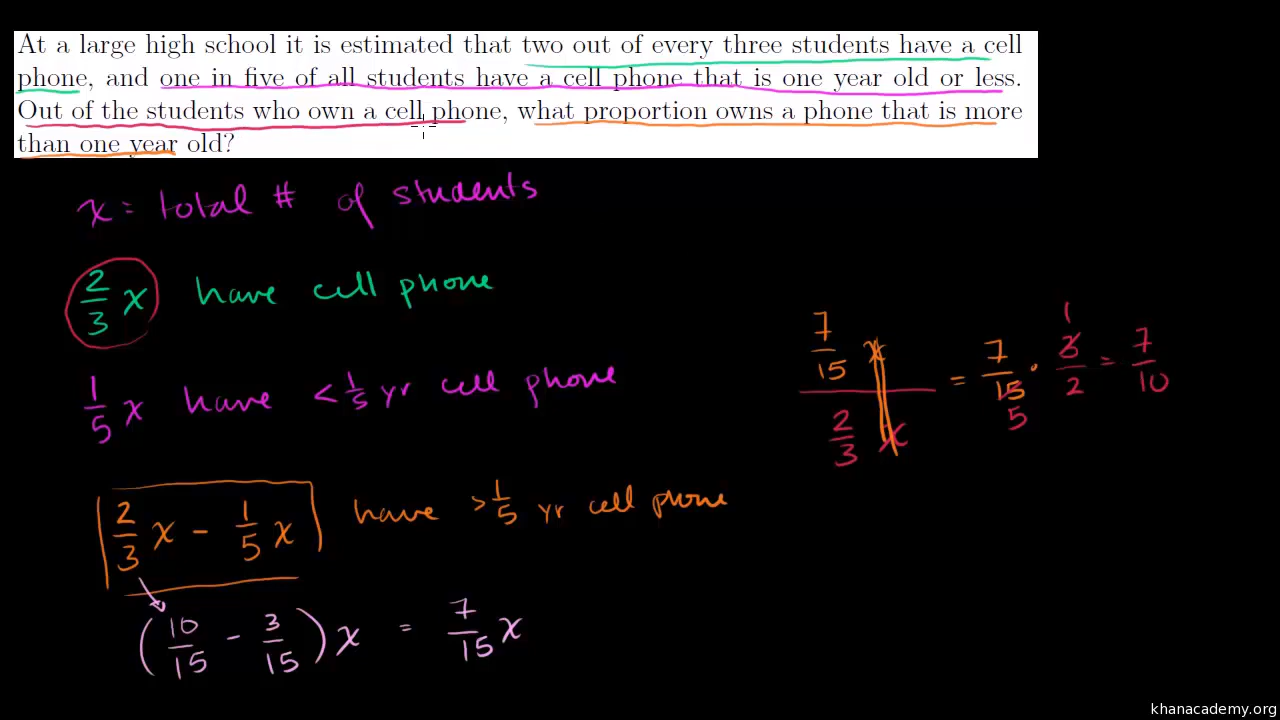 At a large high school it is estimated that two out of every three students have a cell
phone, and one in five of all students have a cell phone that is one year old or less.
Out of the students who own a cell phone, what proportion owns a phone that is more
than one year old?
x = total # of students
2/3 x have cell phone
1/5 x have < 1/5 yr cell phone
2/3 x - 1/5 x have > 1/5 yr cell phone
(10/15 - 3/15) x = 7/15 x
7/15 x / 2/3 x = 7/15 5 · 3/2 1 = 7/10
khanacademy.org